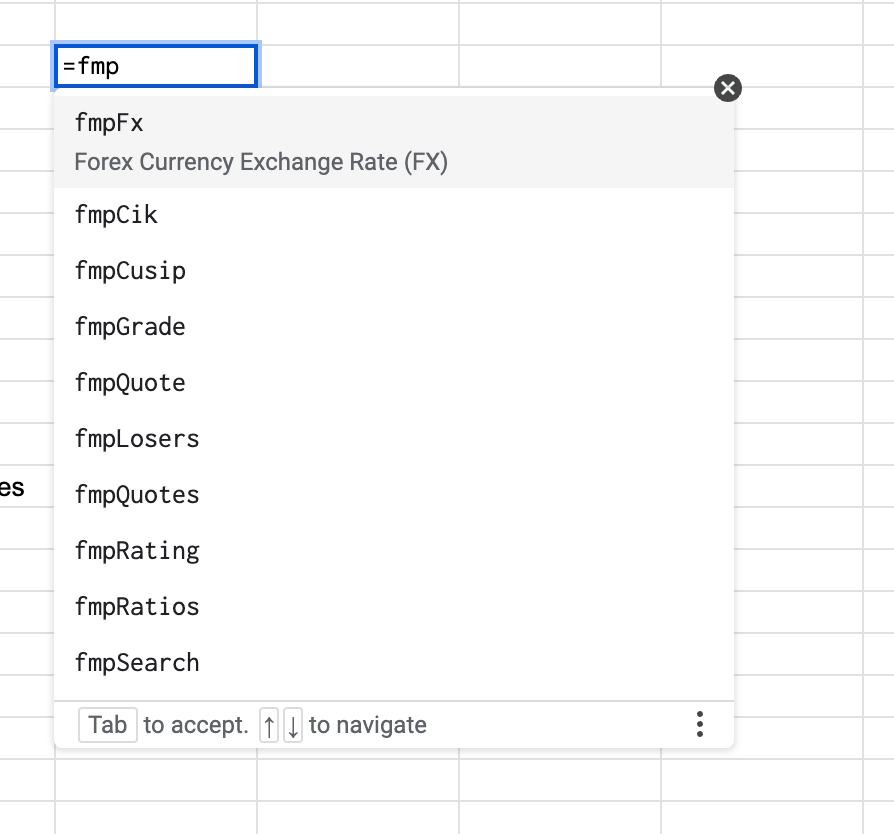 =fmp
fmpFx
Forex Currency Exchange Rate (FX)
fmpCik
fmpCusip
fmpGrade
fmpQuote
fmpLosers
es
fmpQuotes
fmpRating
fmpRatios
fmpSearch
Tab to accept. ↑ ↓ to navigate